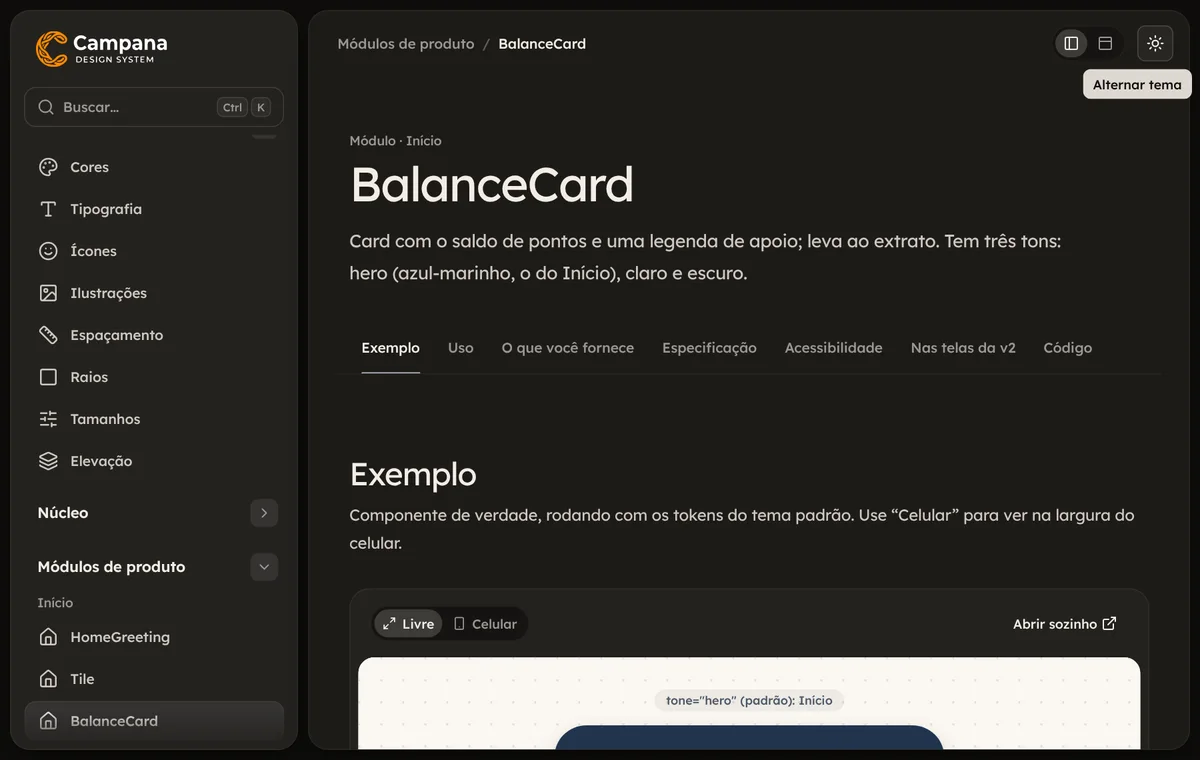 Campana
DESIGN SYSTEM
Buscar...
Ctrl K
Cores
Tipografia
Ícones
Ilustrações
Espaçamento
Raios
Tamanhos
Elevação
Núcleo
Módulos de produto
Início
HomeGreeting
Tile
BalanceCard
Módulos de produto / BalanceCard
Alternar tema
Módulo · Início
BalanceCard
Card com o saldo de pontos e uma legenda de apoio; leva ao extrato. Tem três tons:
hero (azul-marinho, o do Início), claro e escuro.
Exemplo Uso O que você fornece Especificação Acessibilidade Nas telas da v2 Código
Exemplo
Componente de verdade, rodando com os tokens do tema padrão. Use “Celular” para ver na largura do
celular.
Livre Celular Abrir sozinho
tone="hero" (padrão): Início